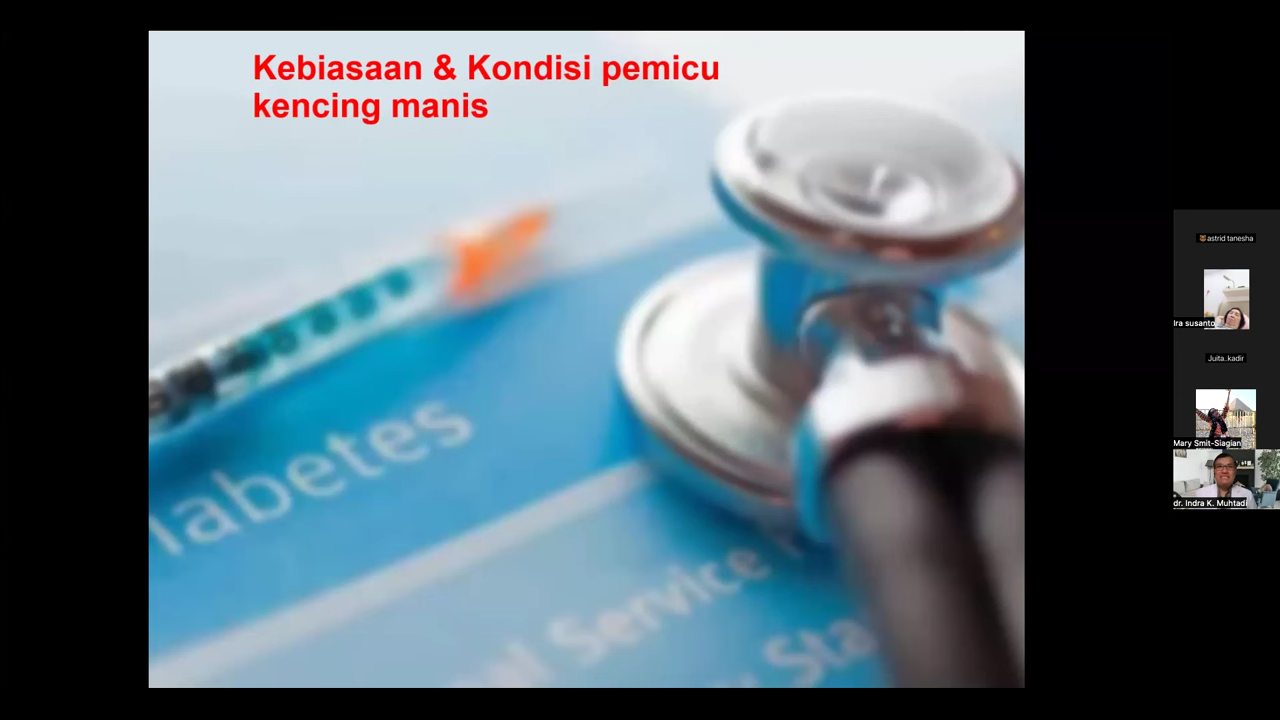 Kebiasaan & Kondisi pemicu
kencing manis
iabetes
Service
Sta
astrid tanesha
Ira susanto
Juita..kadir
Mary Smit-Siagian
dr. Indra K. Muhtadi